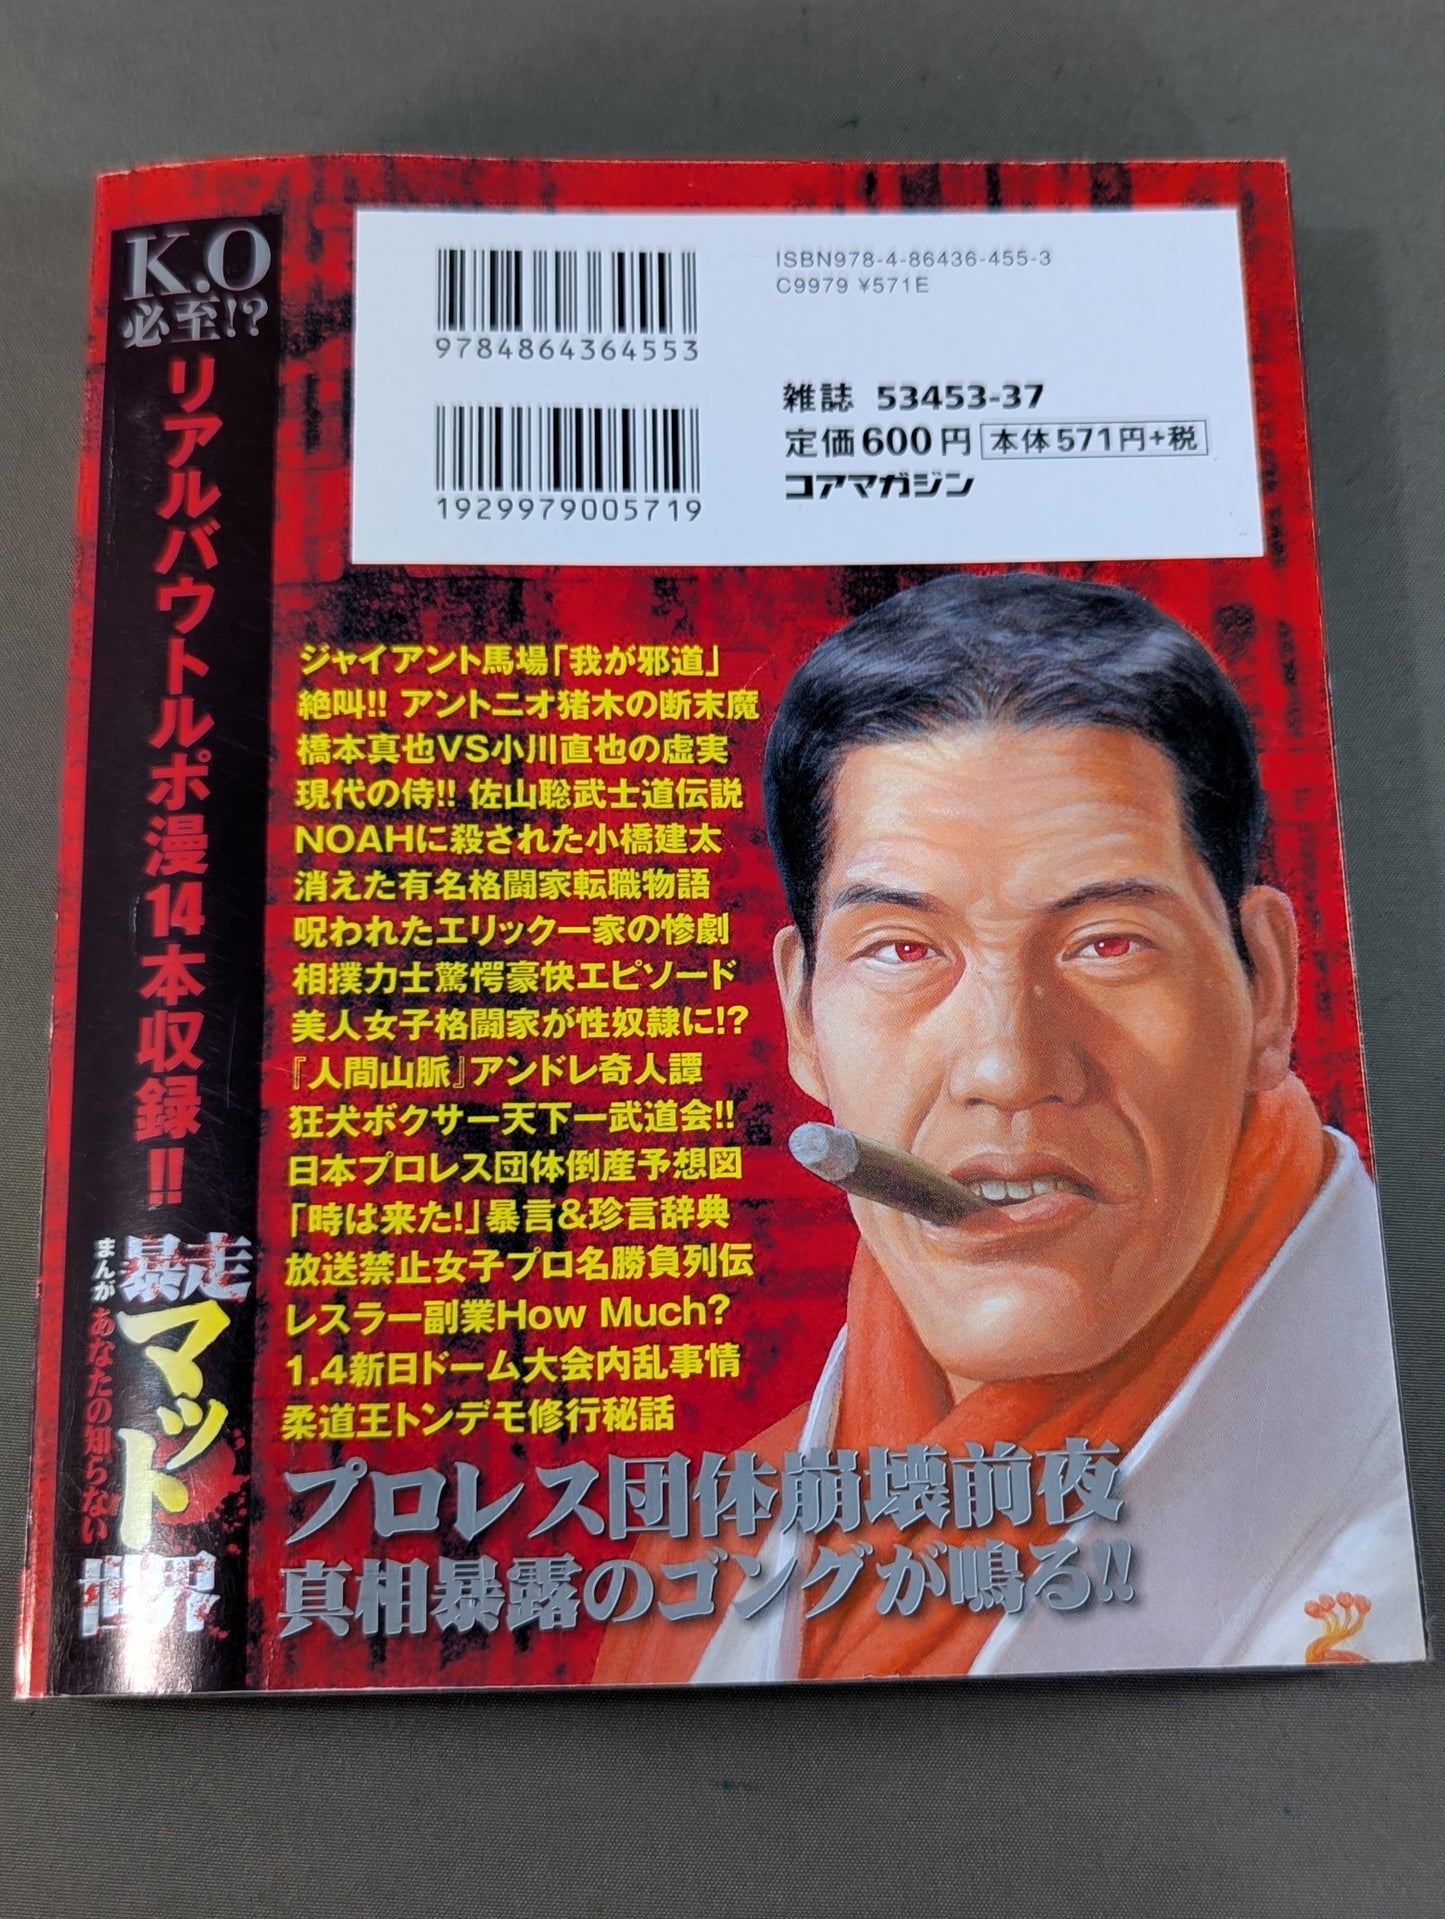 K.O
必至!?
リアルバウトルポ漫14本収録!!
まんが
あなたの知らない
暴走
マット
世界
ISBN978-4-86436-455-3
C9979 ¥571E
9784864364553
雑誌 53453-37
定価600円 本体571円+税
コアマガジン
1929979005719
ジャイアント馬場「我が邪道」
絶叫!! アントニオ猪木の断末魔
橋本真也VS小川直也の虚実
現代の侍!! 佐山聡武士道伝説
NOAHに殺された小橋建太
消えた有名格闘家転職物語
呪われたエリック一家の惨劇
相撲力士驚愕豪快エピソード
美人女子格闘家が性奴隷に!?
『人間山脈』アンドレ奇人譚
狂犬ボクサー天下一武道会!!
日本プロレス団体倒産予想図
「時は来た!」暴言&珍言辞典
放送禁止女子プロ名勝負列伝
レスラー副業How Much?
1.4新日ドーム大会内乱事情
柔道王トンデモ修行秘話
プロレス団体崩壊前夜
真相暴露のゴングが鳴る!!